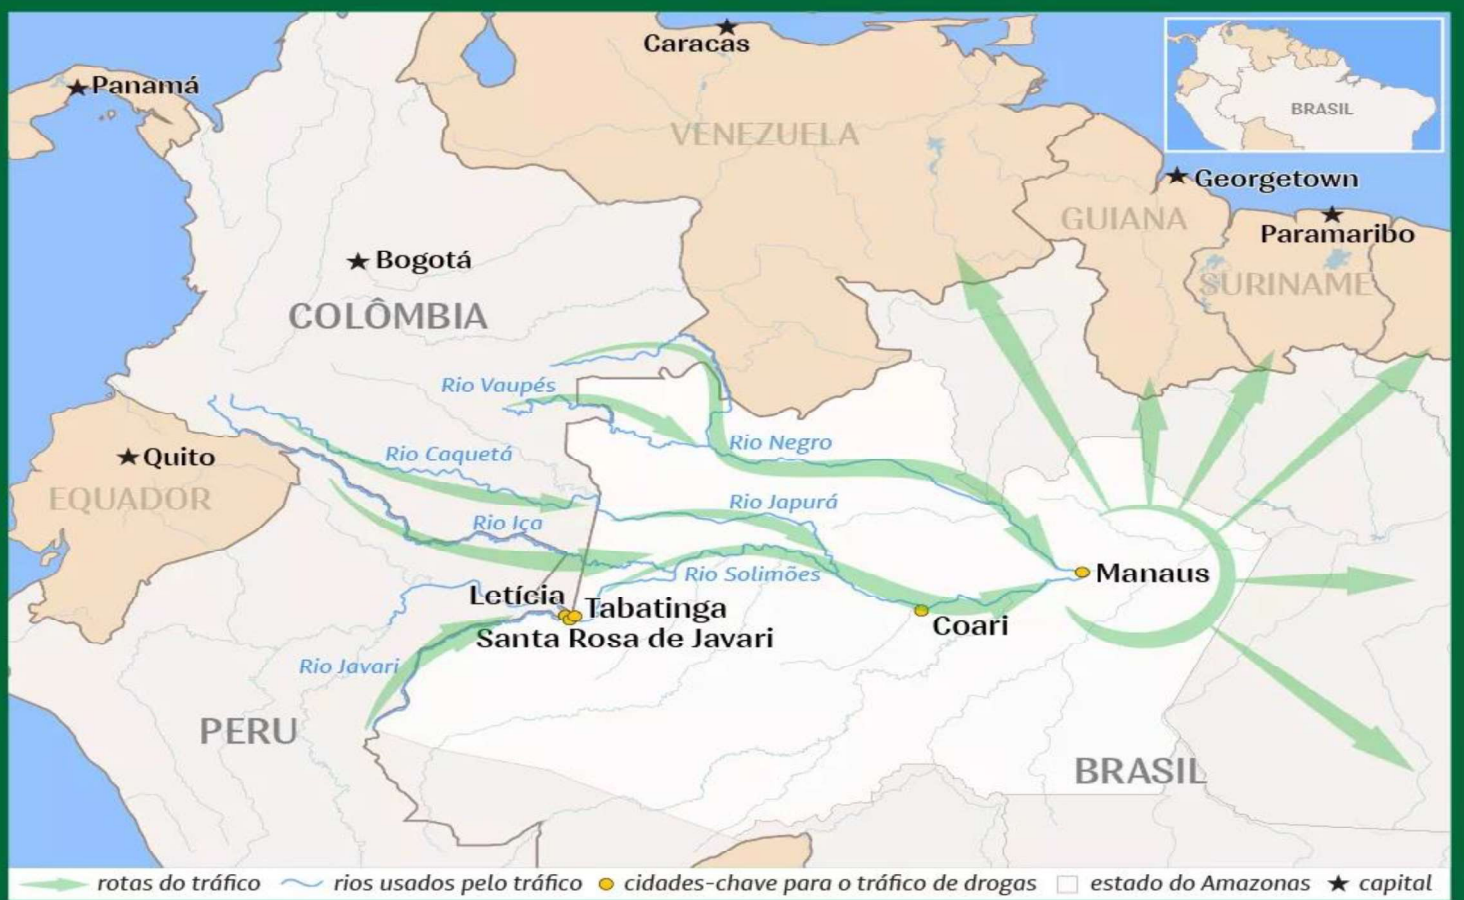 Caracas
Panamá
VENEZUELA
BRASIL
Georgetown
GUIANA
Paramaribo
Bogotá
SURINAME
COLÔMBIA
Rio Vaupés
Rio Negro
Quito
Rio Caquetá
EQUADOR
Rio Japurá
Rio Iça
Rio Solimões
Manaus
Letícia
Tabatinga
Coari
Santa Rosa de Javari
Rio Javari
PERU
BRASIL
rotas do tráfico
rios usados pelo tráfico
cidades-chave para o tráfico de drogas
estado do Amazonas
capital